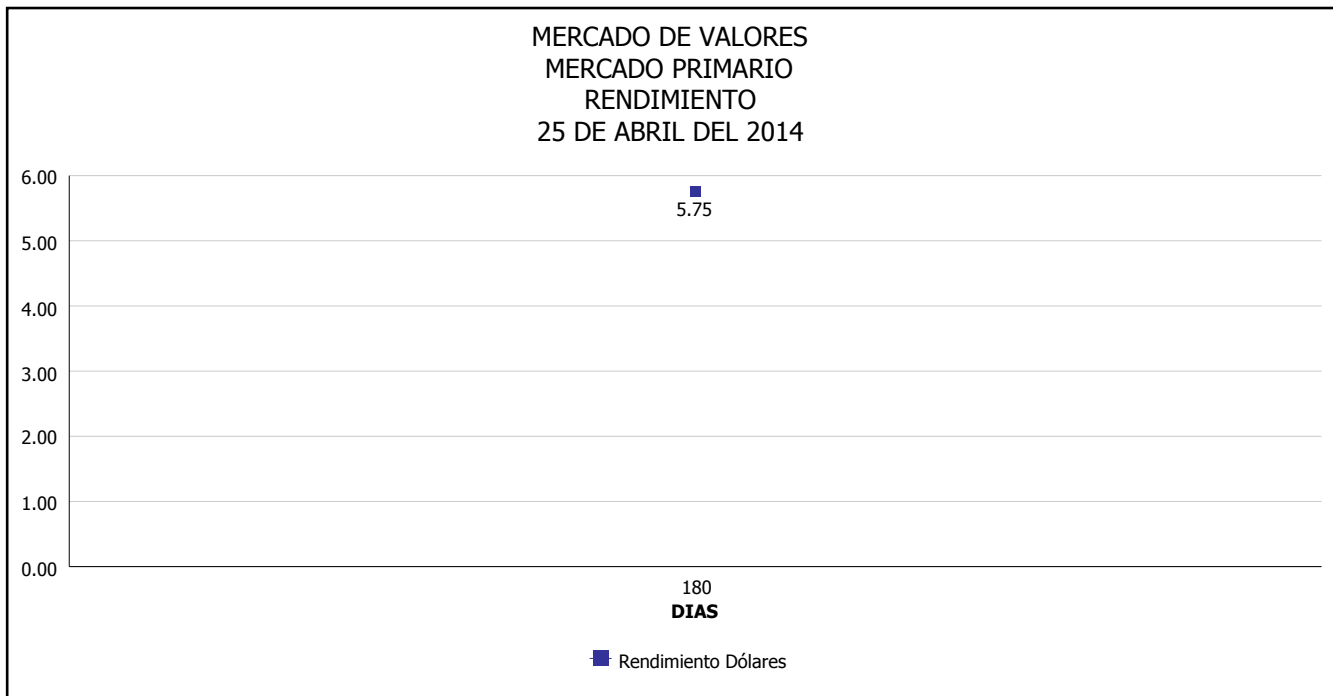 MERCADO DE VALORES
MERCADO PRIMARIO
RENDIMIENTO
25 DE ABRIL DEL 2014
6.00
5.75
5.00
4.00
3.00
2.00
1.00
0.00
180
DIAS
Rendimiento Dólares